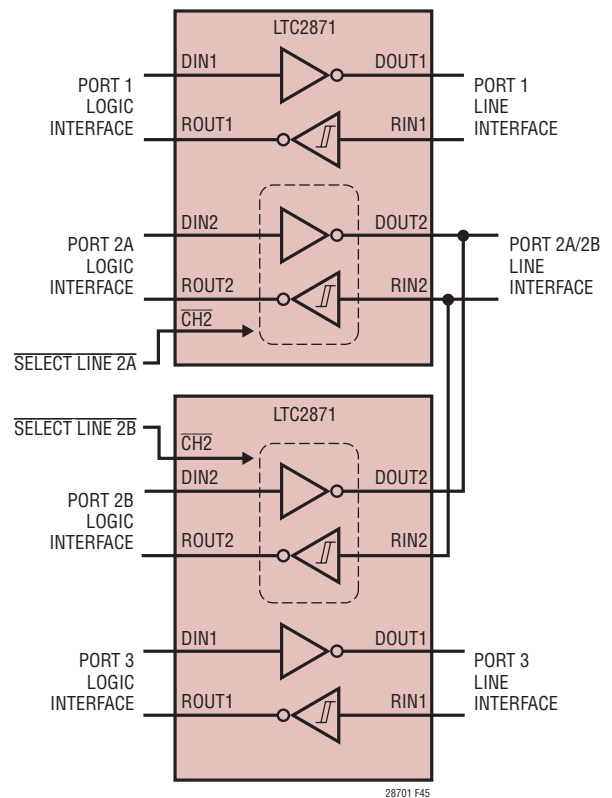 LTC2871
DIN1
DOUT1
PORT 1
LOGIC
INTERFACE
PORT 1
LINE
INTERFACE
ROUT1
RIN1
DIN2
DOUT2
PORT 2A
LOGIC
INTERFACE
PORT 2A/2B
LINE
INTERFACE
ROUT2
RIN2
CH2
SELECT LINE 2A
LTC2871
SELECT LINE 2B
CH2
DIN2
DOUT2
PORT 2B
LOGIC
INTERFACE
ROUT2
RIN2
DIN1
DOUT1
PORT 3
LOGIC
INTERFACE
PORT 3
LINE
INTERFACE
ROUT1
RIN1
28701 F45